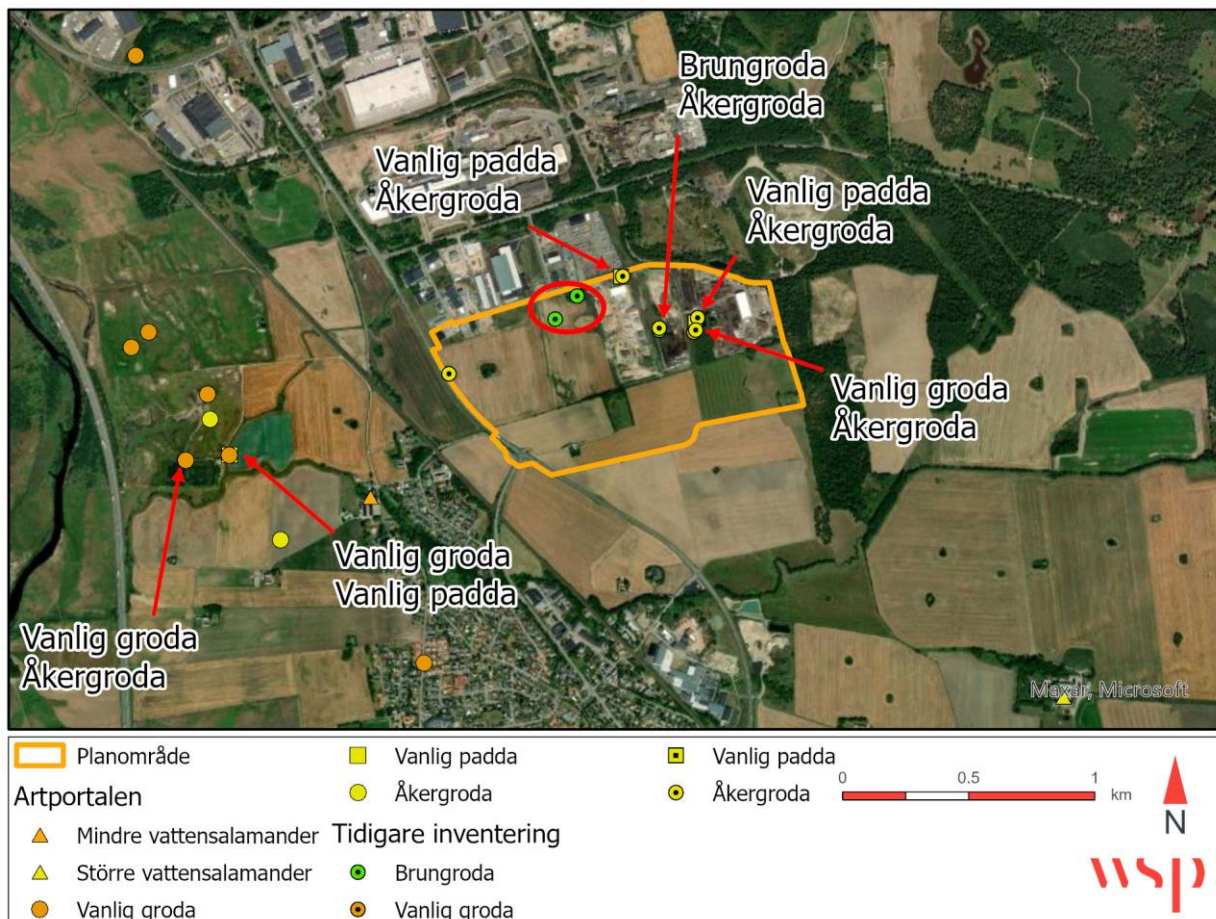 Brungroda
Åkergroda
Vanlig padda
Åkergroda
Vanlig padda
Åkergroda
Vanlig groda
Åkergroda
Vanlig groda
Vanlig padda
Vanlig groda
Åkergroda
Maxar, Microsoft
Planområde
Artportalen
Mindre vattensalamander
Större vattensalamander
Vanlig groda
Vanlig padda
Åkergroda
Tidigare inventering
Brungroda
Vanlig groda
Vanlig padda
Åkergroda
0 0.5 1
km
N
wsp